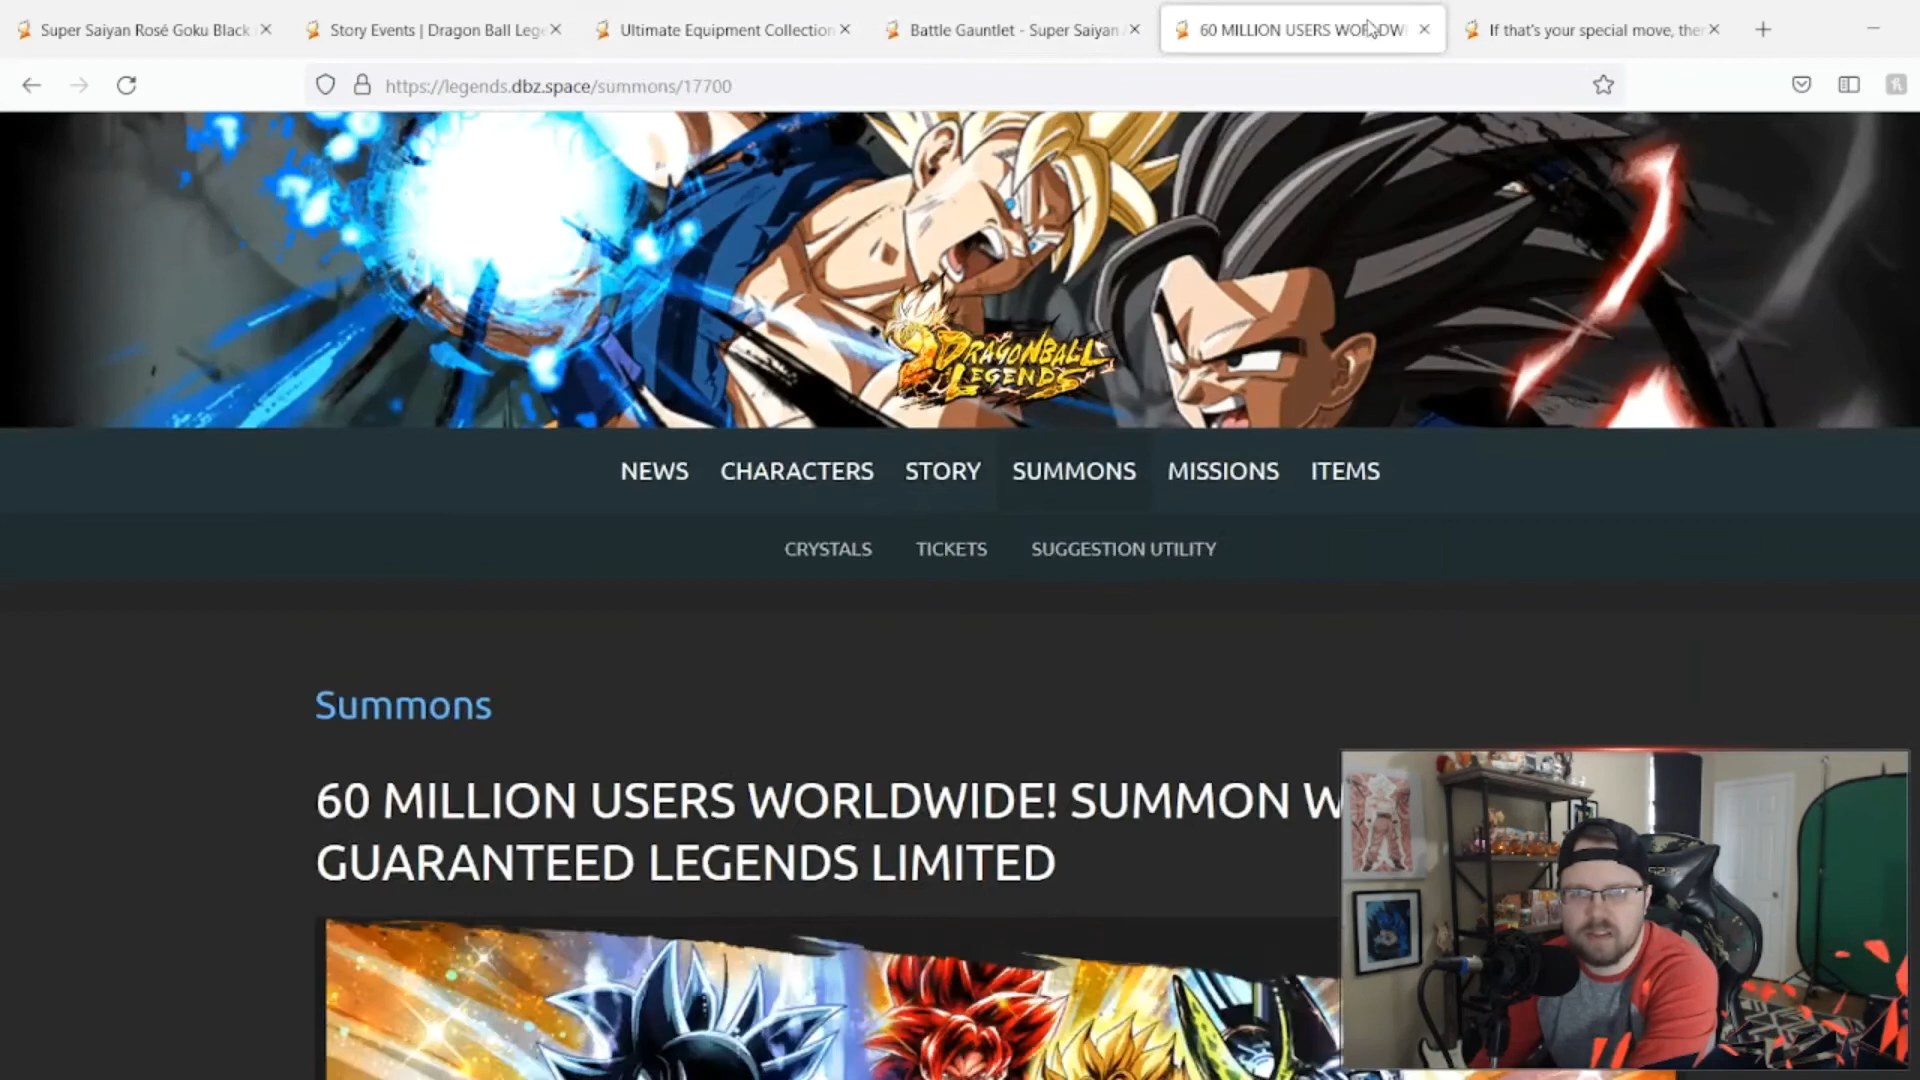 Super Saiyan Rosé Goku Black
Story Events | Dragon Ball Lege
Ultimate Equipment Collection
Battle Gauntlet - Super Saiyan
60 MILLION USERS WORLDW
If that's your special move, ther
https://legends.dbz.space/summons/17700
DRAGONBALL
LEGENDS
NEWS CHARACTERS STORY SUMMONS MISSIONS ITEMS
CRYSTALS TICKETS SUGGESTION UTILITY
Summons
60 MILLION USERS WORLDWIDE! SUMMON W
GUARANTEED LEGENDS LIMITED